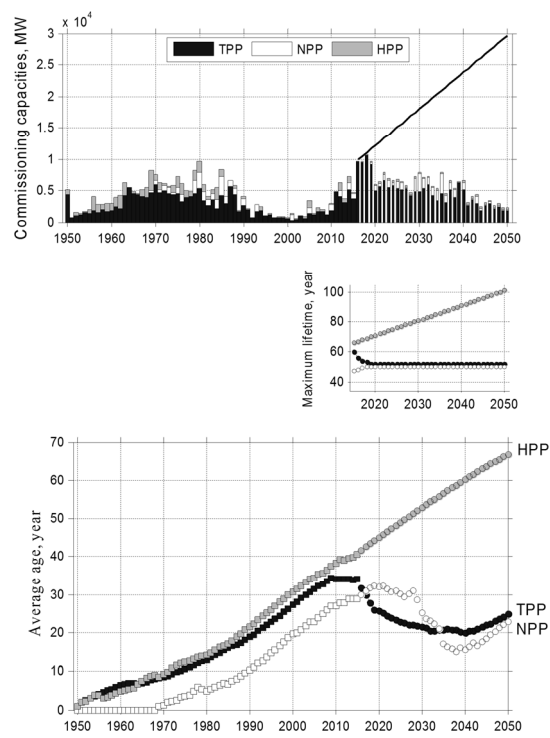 x 10⁴
Commissioning capacities, MW
3
2.5
2
1.5
1
0.5
0
TPP NPP HPP
1950 1960 1970 1980 1990 2000 2010 2020 2030 2040 2050
Maximum lifetime, year
100
80
60
40
2020 2030 2040 2050
Average age, year
70
60
50
40
30
20
10
0
HPP
TPP
NPP
1950 1960 1970 1980 1990 2000 2010 2020 2030 2040 2050